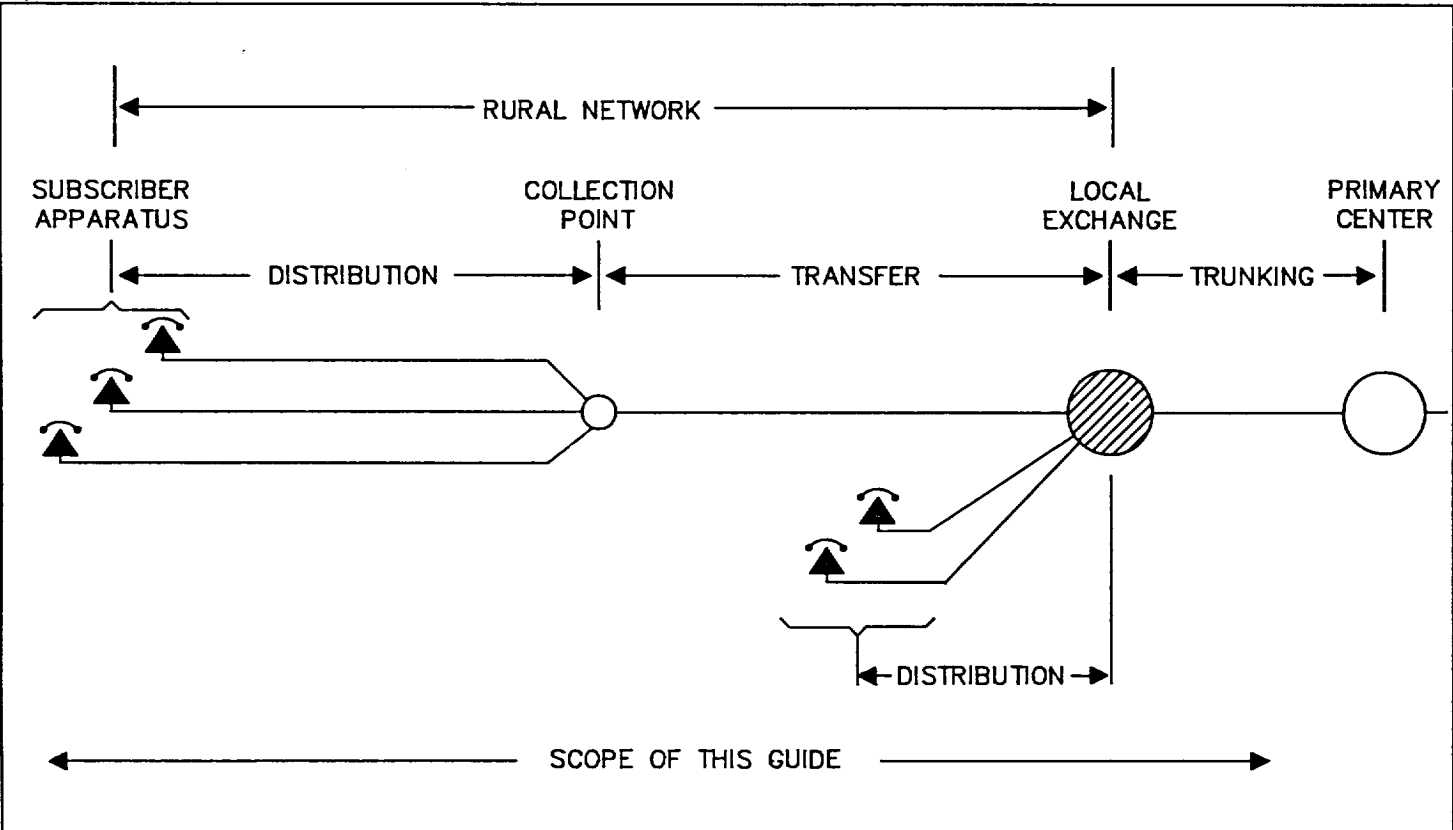 RURAL NETWORK
SUBSCRIBER
APPARATUS
COLLECTION
POINT
LOCAL
EXCHANGE
PRIMARY
CENTER
DISTRIBUTION
TRANSFER
TRUNKING
DISTRIBUTION
SCOPE OF THIS GUIDE